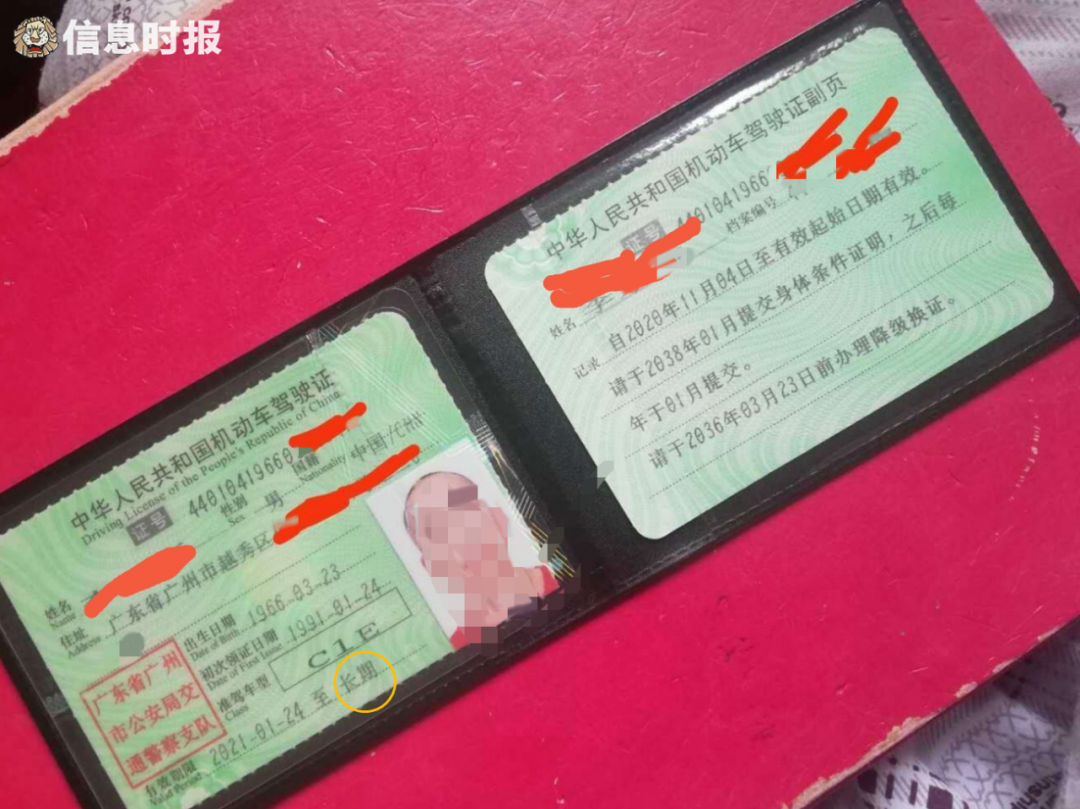 信息时报
中华人民共和国机动车驾驶证
Driving License of the People's Republic of China
证号 4401041966
姓名
Name
性别 男 国籍 中国
Sex Nationality
住址 广东省广州市越秀区
Address
出生日期 1966-03-23
Date of Birth
初次领证日期 1991-01-24
Date of First Issue
准驾车型 C1E
Class
有效期限 2021-01-24 至 长期
Valid Period
广东省广州
市公安局交
通警察支队
中华人民共和国机动车驾驶证副页
证号 4401041966
姓名 档案编号
记录 自2020年11月04日至有效起始日期有效。
请于2038年01月提交身体条件证明，之后每
年于01月提交。
请于2036年03月23日前办理降级换证。